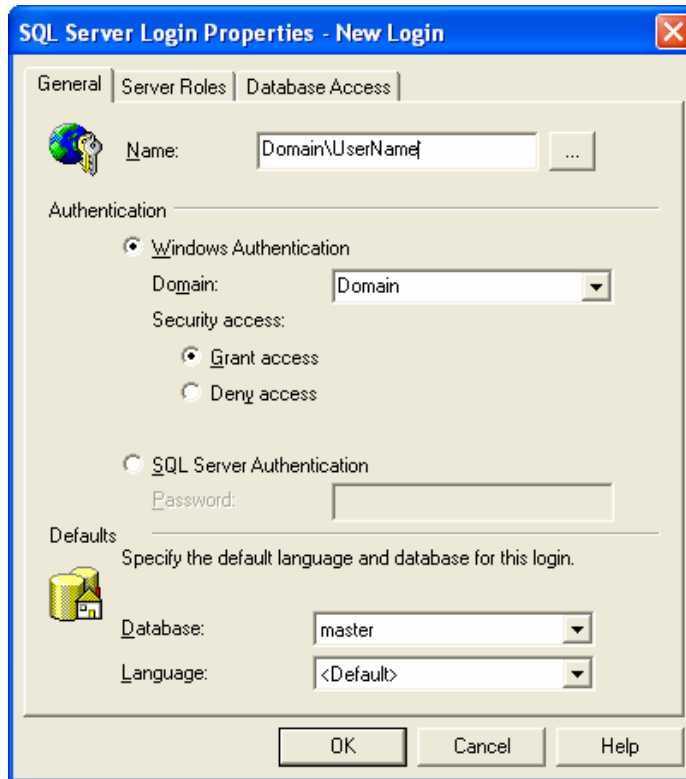 SQL Server Login Properties - New Login
General Server Roles Database Access
Name: Domain\UserName ...
Authentication
Windows Authentication
Domain: Domain
Security access:
Grant access
Deny access
SQL Server Authentication
Password:
Defaults
Specify the default language and database for this login.
Database: master
Language: <Default>
OK Cancel Help